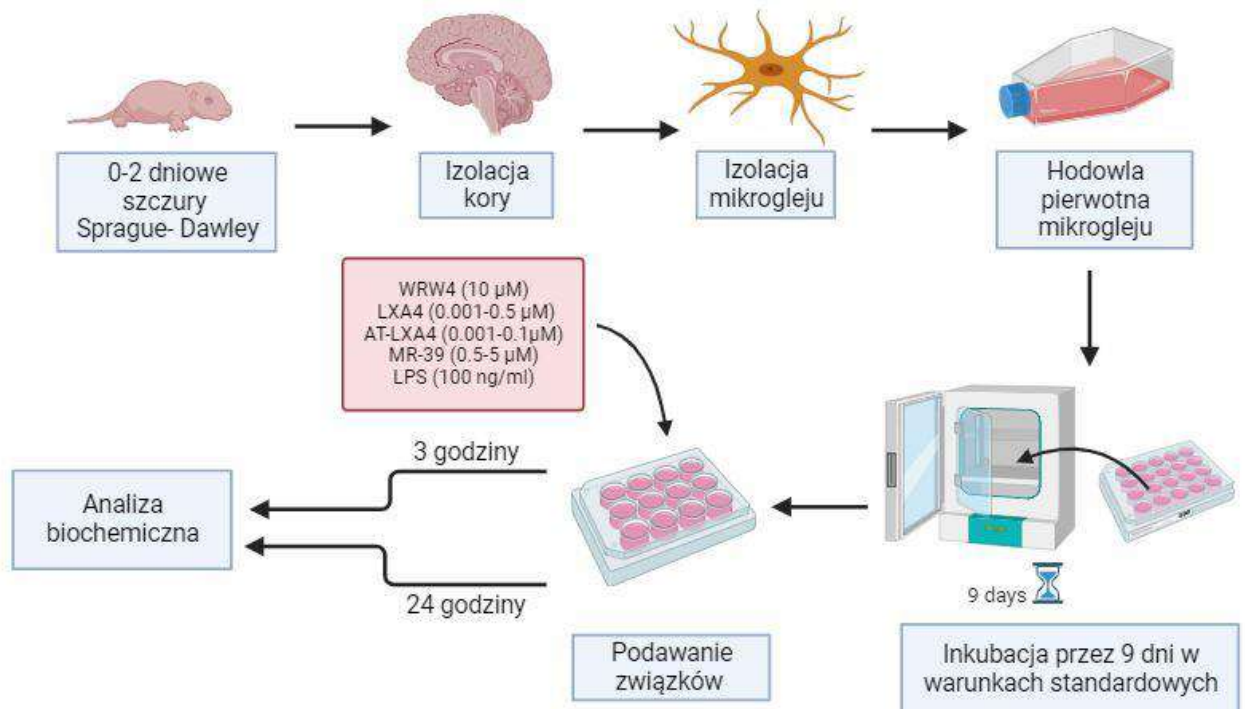 0-2 dniowe
szczury
Sprague- Dawley
Izolacja
kory
Izolacja
mikrogleju
Hodowla
pierwotna
mikrogleju
WRW4 (10 µM)
LXA4 (0.001-0.5 µM)
AT-LXA4 (0.001-0.1µM)
MR-39 (0.5-5 µM)
LPS (100 ng/ml)
3 godziny
Analiza
biochemiczna
24 godziny
9 days
Podawanie
związków
Inkubacja przez 9 dni w
warunkach standardowych